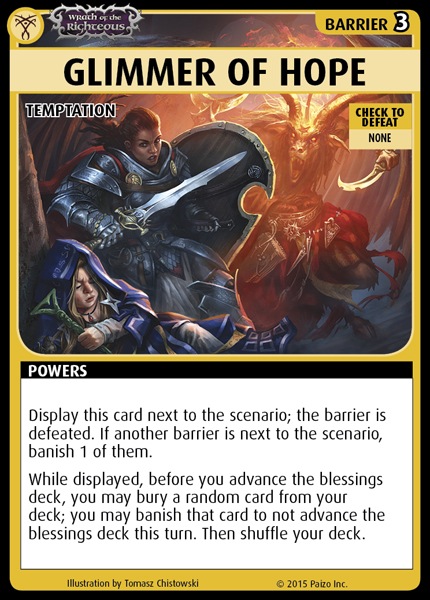 Wrath of the
Righteous
BARRIER 3
GLIMMER OF HOPE
TEMPTATION
CHECK TO
DEFEAT
NONE
POWERS
Display this card next to the scenario; the barrier is
defeated. If another barrier is next to the scenario,
banish 1 of them.
While displayed, before you advance the blessings
deck, you may bury a random card from your
deck; you may banish that card to not advance the
blessings deck this turn. Then shuffle your deck.
Illustration by Tomasz Chistowski
© 2015 Paizo Inc.